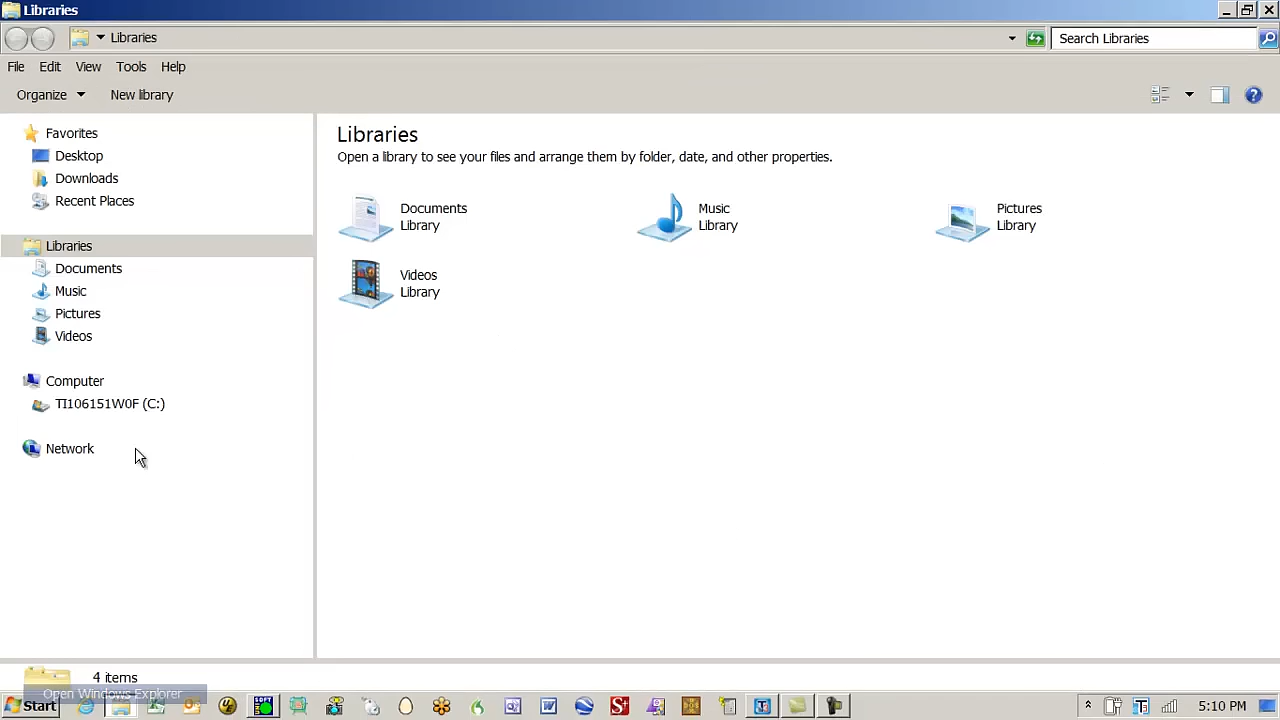 Libraries
Libraries
Search Libraries
File Edit View Tools Help
Organize New library
Favorites
Desktop
Downloads
Recent Places
Libraries
Documents
Music
Pictures
Videos
Computer
TI106151W0F (C:)
Network
Libraries
Open a library to see your files and arrange them by folder, date, and other properties.
Documents
Library
Music
Library
Pictures
Library
Videos
Library
4 items
Open Windows Explorer
Start
5:10 PM